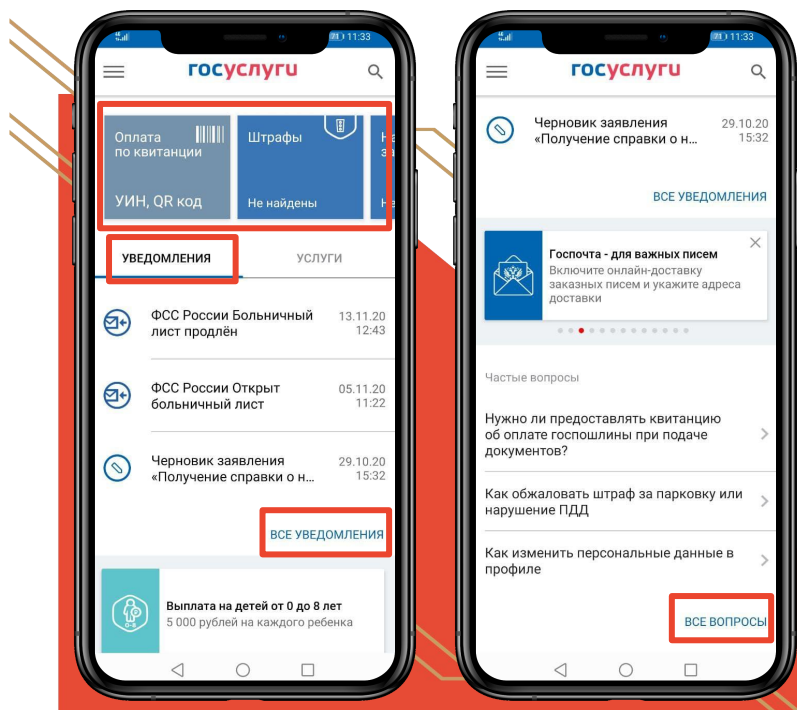 11:33
госуслуги
Оплата
по квитанции
УИН, QR код
Штрафы
Не найдены
УВЕДОМЛЕНИЯ
УСЛУГИ
ФСС России Больничный
лист продлён
13.11.20
12:43
ФСС России Открыт
больничный лист
05.11.20
11:22
Черновик заявления
«Получение справки о н...
29.10.20
15:32
ВСЕ УВЕДОМЛЕНИЯ
Выплата на детей от 0 до 8 лет
5 000 рублей на каждого ребенка
11:33
госуслуги
Черновик заявления
«Получение справки о н...
29.10.20
15:32
ВСЕ УВЕДОМЛЕНИЯ
Госпочта - для важных писем
Включите онлайн-доставку
заказных писем и укажите адреса
доставки
Частые вопросы
Нужно ли предоставлять квитанцию
об оплате госпошлины при подаче
документов?
Как обжаловать штраф за парковку или
нарушение ПДД
Как изменить персональные данные в
профиле
ВСЕ ВОПРОСЫ